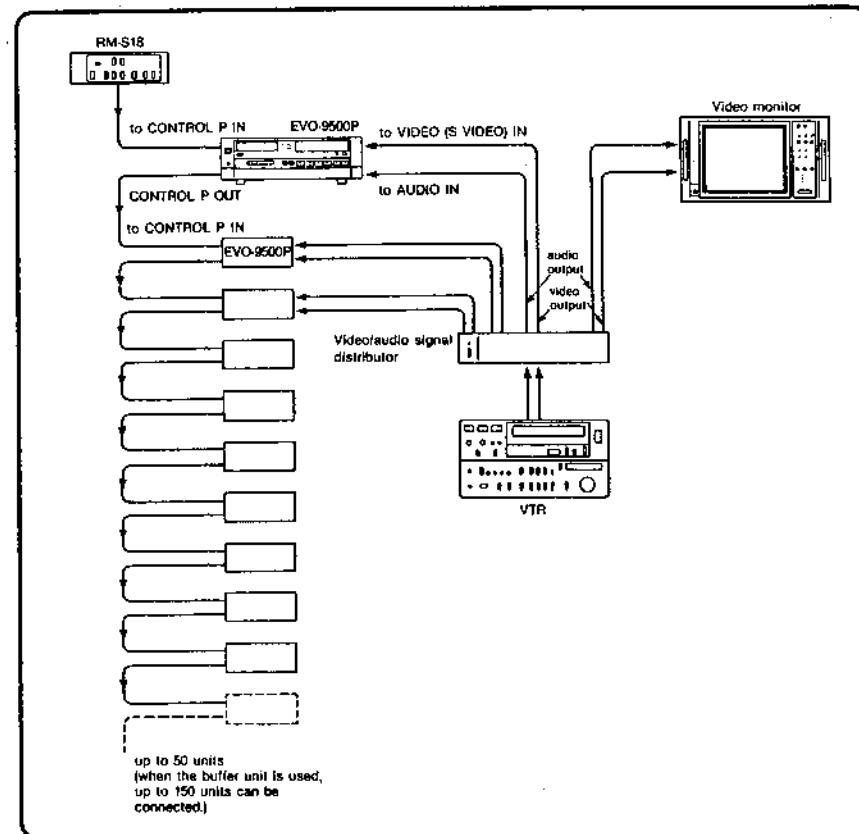 RM-S18
to CONTROL P IN
EVO-9500P
to VIDEO (S VIDEO) IN
Video monitor
CONTROL P OUT
to AUDIO IN
to CONTROL P IN
EVO-9500P
audio
output
video
output
Video/audio signal
distributor
VTR
up to 50 units
(when the buffer unit is used,
up to 150 units can be
connected.)